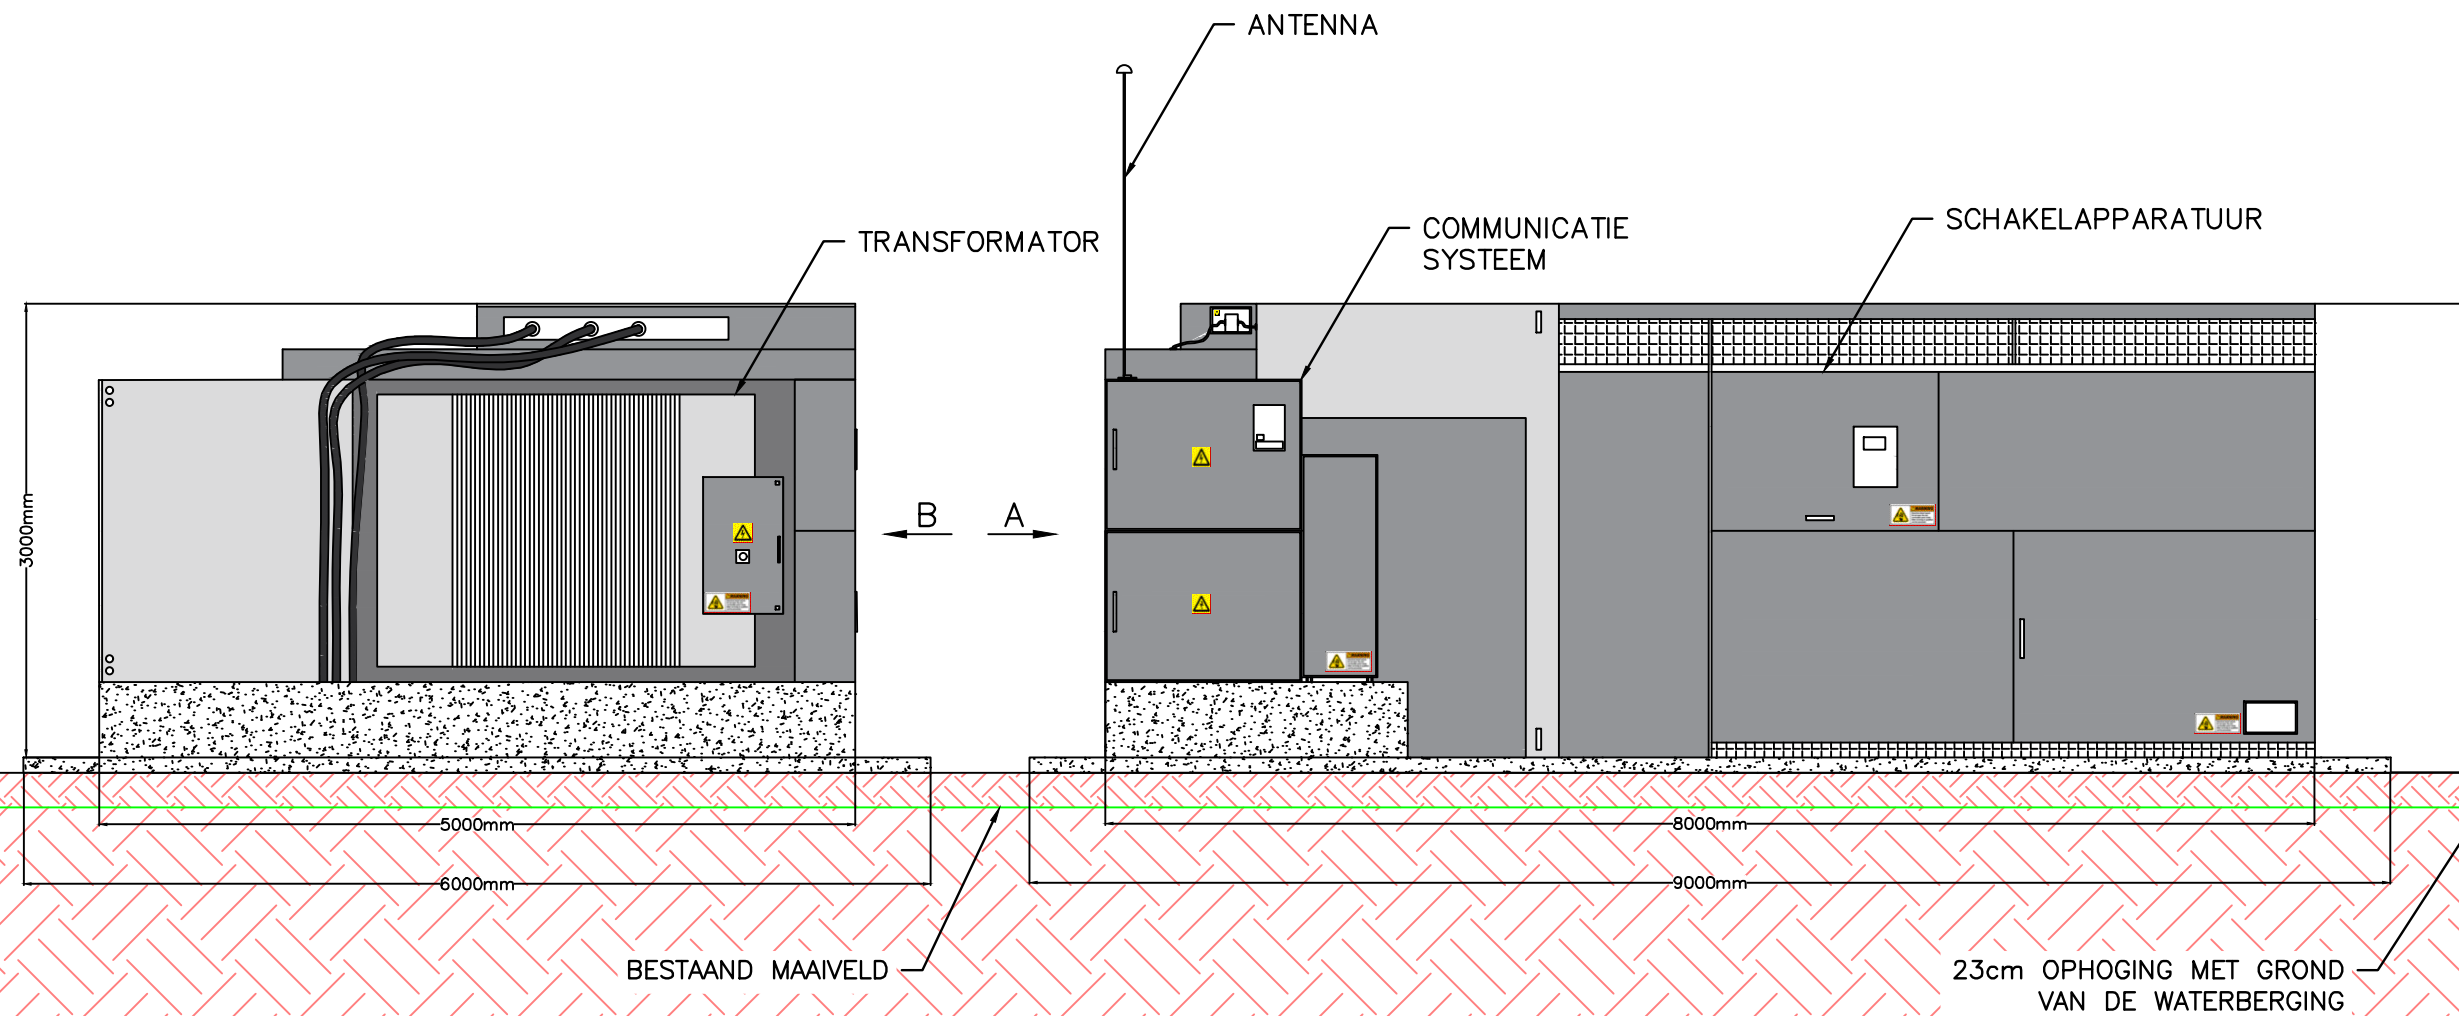 ANTENNA
TRANSFORMATOR
COMMUNICATIE
SYSTEEM
SCHAKELAPPARATUUR
3000mm
B
A
5000mm
8000mm
6000mm
9000mm
BESTAAND MAAIVELD
23cm OPHOGING MET GROND
VAN DE WATERBERGING